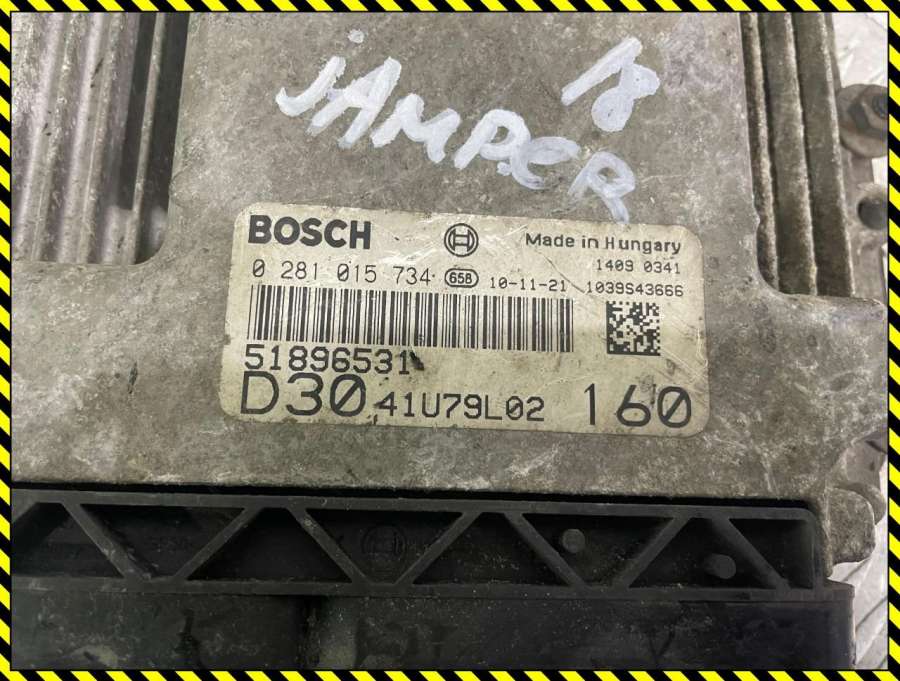 18
JAMPER
BOSCH Made in Hungary
1409 0341
0 281 015 734 658 10-11-21 1039S43666
51896531
D30 41U79L02 160